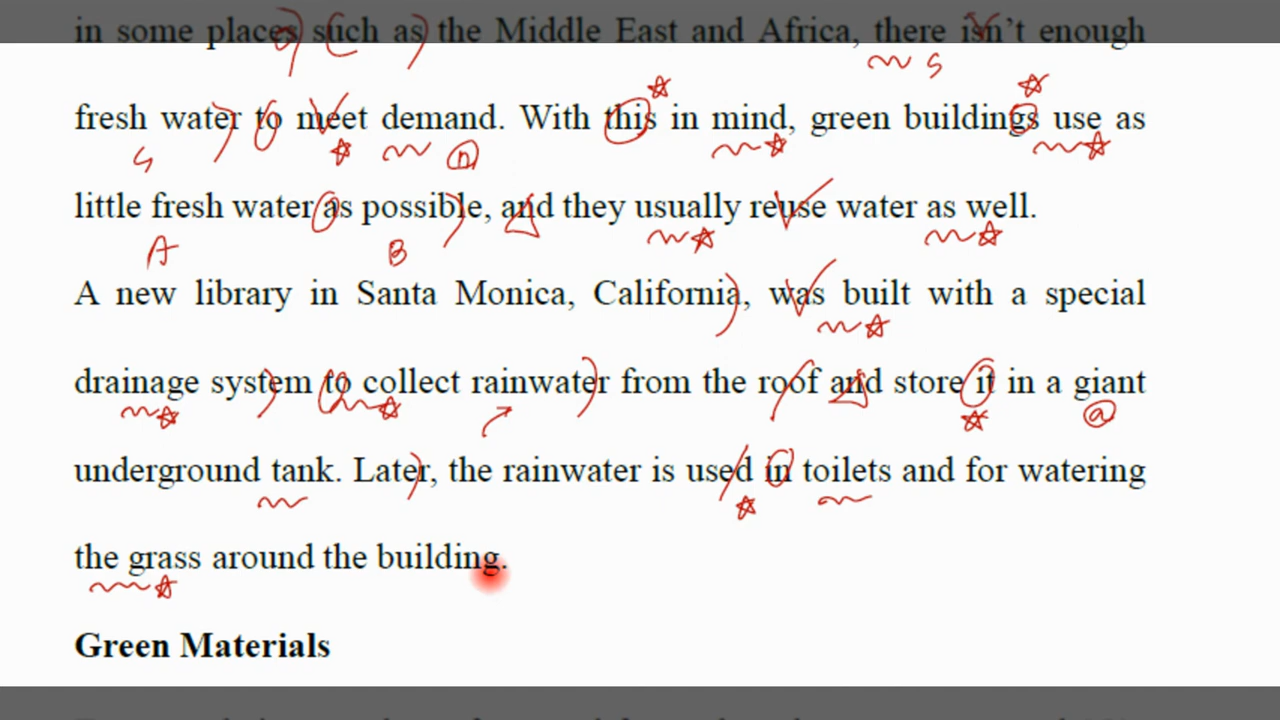 in some places such as the Middle East and Africa, there isn't enough
fresh water to meet demand. With this in mind, green buildings use as
little fresh water as possible, and they usually reuse water as well.
A new library in Santa Monica, California, was built with a special
drainage system to collect rainwater from the roof and store it in a giant
underground tank. Later, the rainwater is used in toilets and for watering
the grass around the building.
Green Materials